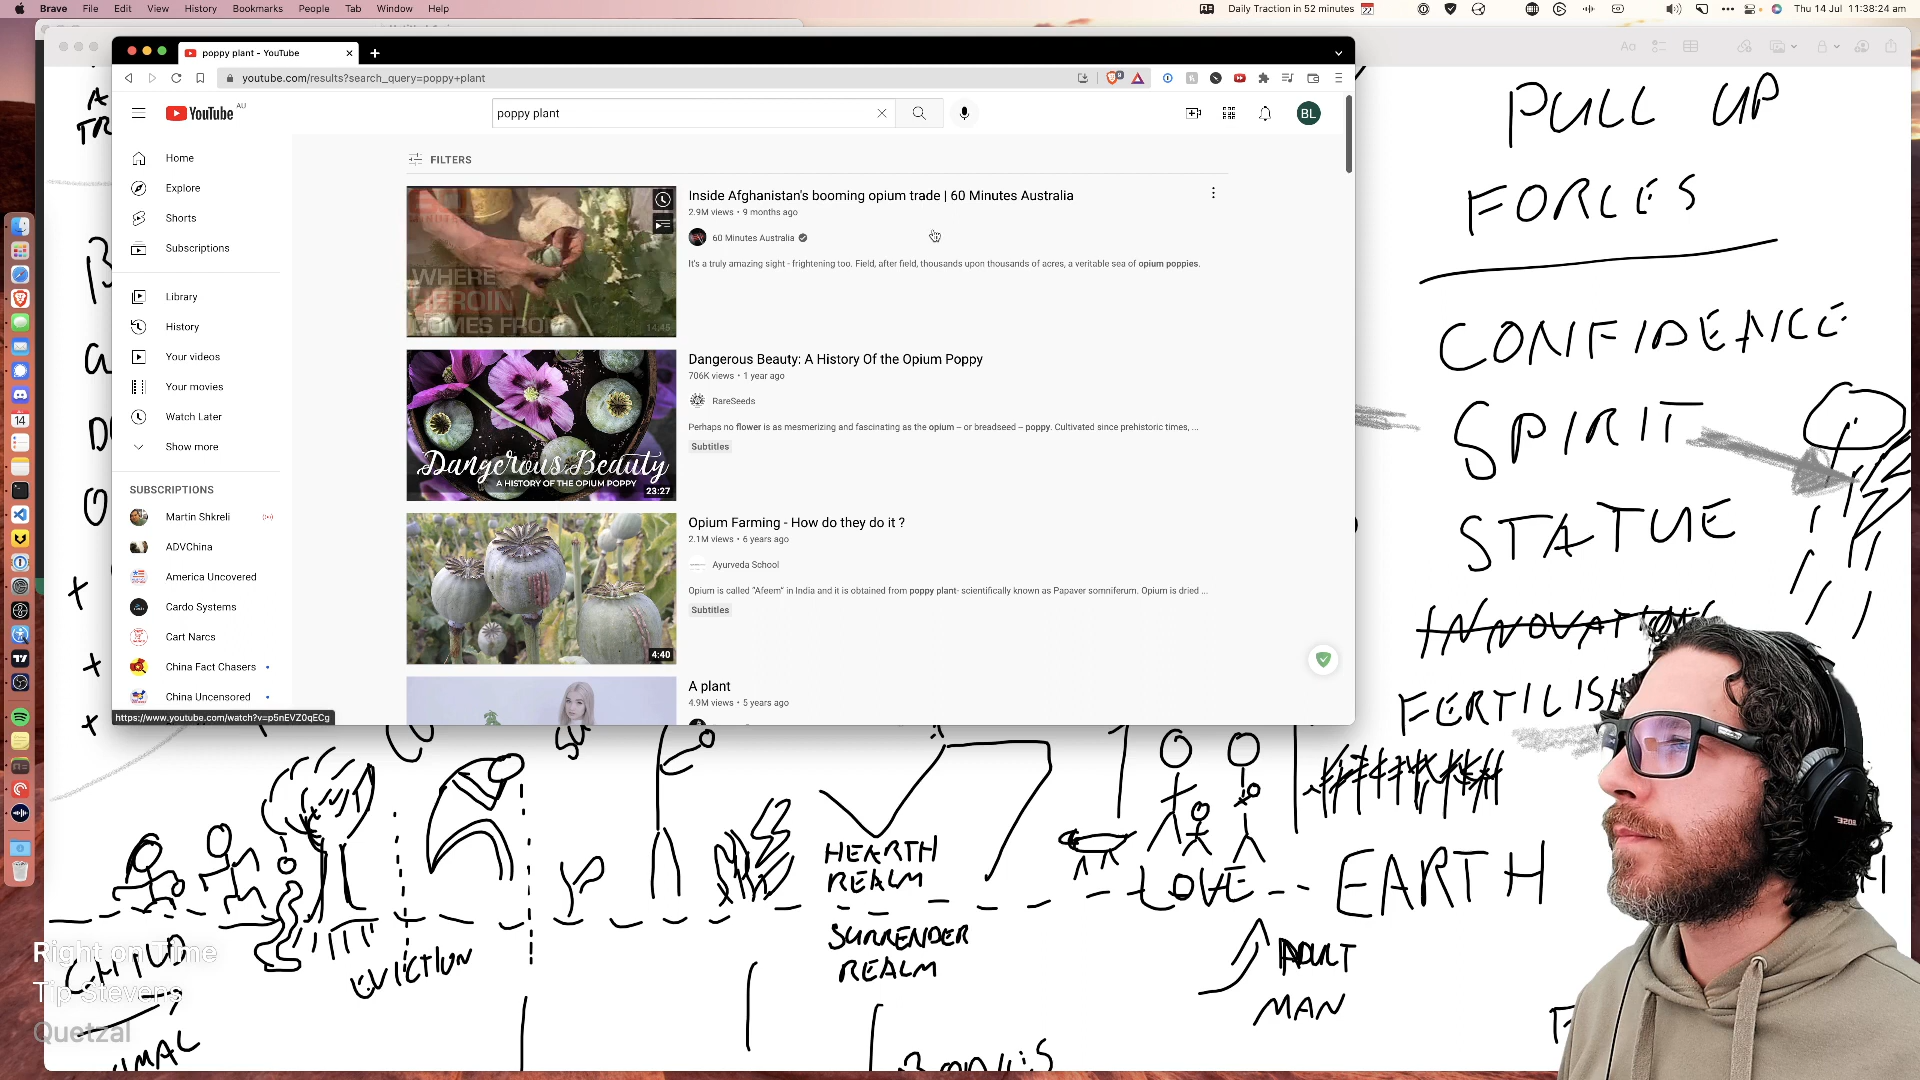 Brave File Edit View History Bookmarks People Tab Window Help
Daily Traction in 52 minutes 22 Thu 14 Jul 11:38:24 am
poppy plant - YouTube
youtube.com/results?search_query=poppy+plant
YouTube AU
poppy plant
BL
Home
Explore
Shorts
Subscriptions
Library
History
Your videos
Your movies
Watch Later
Show more
SUBSCRIPTIONS
Martin Shkreli
ADVChina
America Uncovered
Cardo Systems
Cart Narcs
China Fact Chasers
China Uncensored
https://www.youtube.com/watch?v=p5nEVZ0qECg
FILTERS
WHERE
HEROIN
COMES FROM
14:45
Inside Afghanistan's booming opium trade | 60 Minutes Australia
2.9M views • 9 months ago
60 Minutes Australia
It's a truly amazing sight - frightening too. Field, after field, thousands upon thousands of acres, a veritable sea of opium poppies.
Dangerous Beauty
A HISTORY OF THE OPIUM POPPY
23:27
Dangerous Beauty: A History Of the Opium Poppy
706K views • 1 year ago
RareSeeds
Perhaps no flower is as mesmerizing and fascinating as the opium – or breadseed – poppy. Cultivated since prehistoric times, ...
Subtitles
4:40
Opium Farming - How do they do it ?
2.1M views • 6 years ago
Ayurveda School
Opium is called "Afeem" in India and it is obtained from poppy plant- scientifically known as Papaver somniferum. Opium is dried ...
Subtitles
A plant
4.9M views • 5 years ago
PULL UP
FORCES
CONFIDENCE
SPIRIT
STATUE
INNOVATION
FERTILIS
HEARTH
REALM
SURRENDER
REALM
LOVE
EARTH
ADULT
MAN
EVICTION
CHILD
Right on Time
Tip Stevens
Quetzal